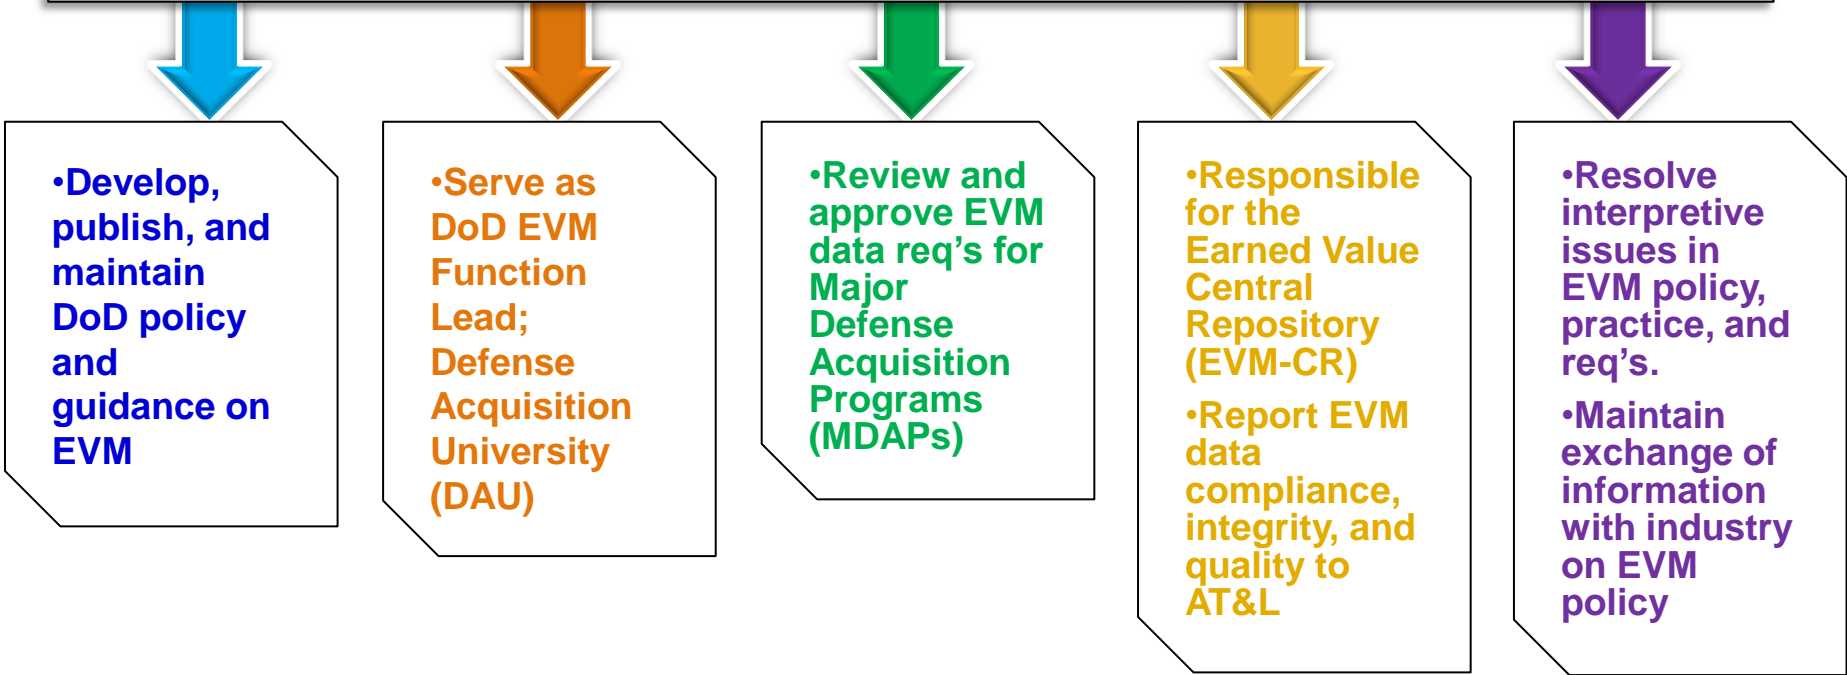 •Develop,
publish, and
maintain
DoD policy
and
guidance on
EVM
•Serve as
DoD EVM
Function
Lead;
Defense
Acquisition
University
(DAU)
•Review and
approve EVM
data req's for
Major
Defense
Acquisition
Programs
(MDAPs)
•Responsible
for the
Earned Value
Central
Repository
(EVM-CR)
•Report EVM
data
compliance,
integrity, and
quality to
AT&L
•Resolve
interpretive
issues in
EVM policy,
practice, and
req's.
•Maintain
exchange of
information
with industry
on EVM
policy